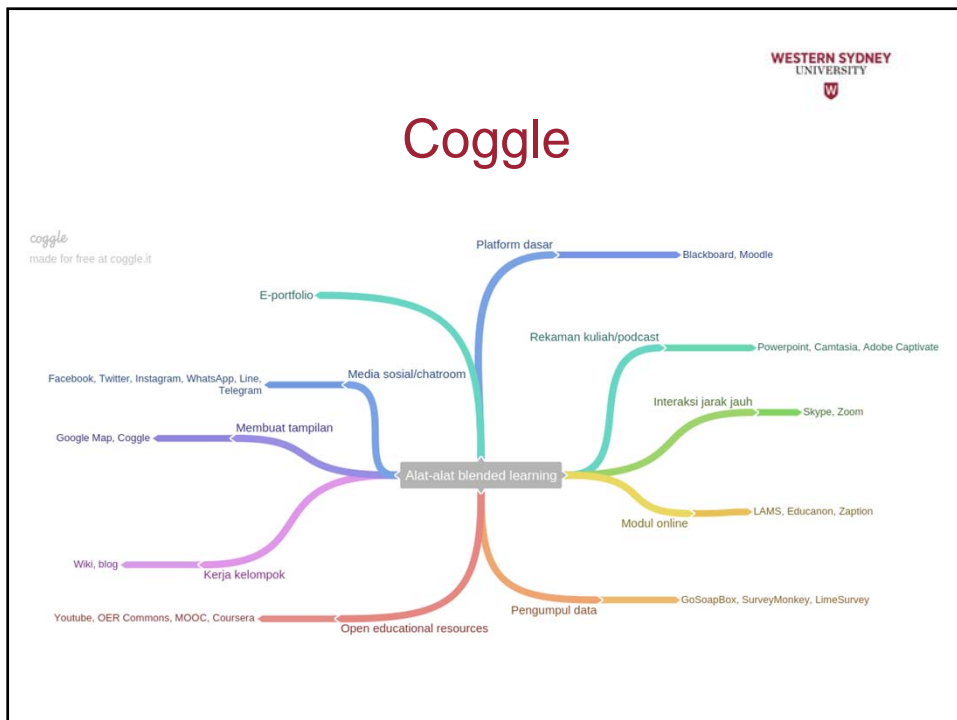 WESTERN SYDNEY
UNIVERSITY
W
Coggle
coggle
made for free at coggle.it
Platform dasar
Blackboard, Moodle
E-portfolio
Rekaman kuliah/podcast
Powerpoint, Camtasia, Adobe Captivate
Media sosial/chatroom
Facebook, Twitter, Instagram, WhatsApp, Line,
Telegram
Interaksi jarak jauh
Skype, Zoom
Membuat tampilan
Google Map, Coggle
Alat-alat blended learning
Modul online
LAMS, Educanon, Zaption
Kerja kelompok
Wiki, blog
Pengumpul data
GoSoapBox, SurveyMonkey, LimeSurvey
Open educational resources
Youtube, OER Commons, MOOC, Coursera